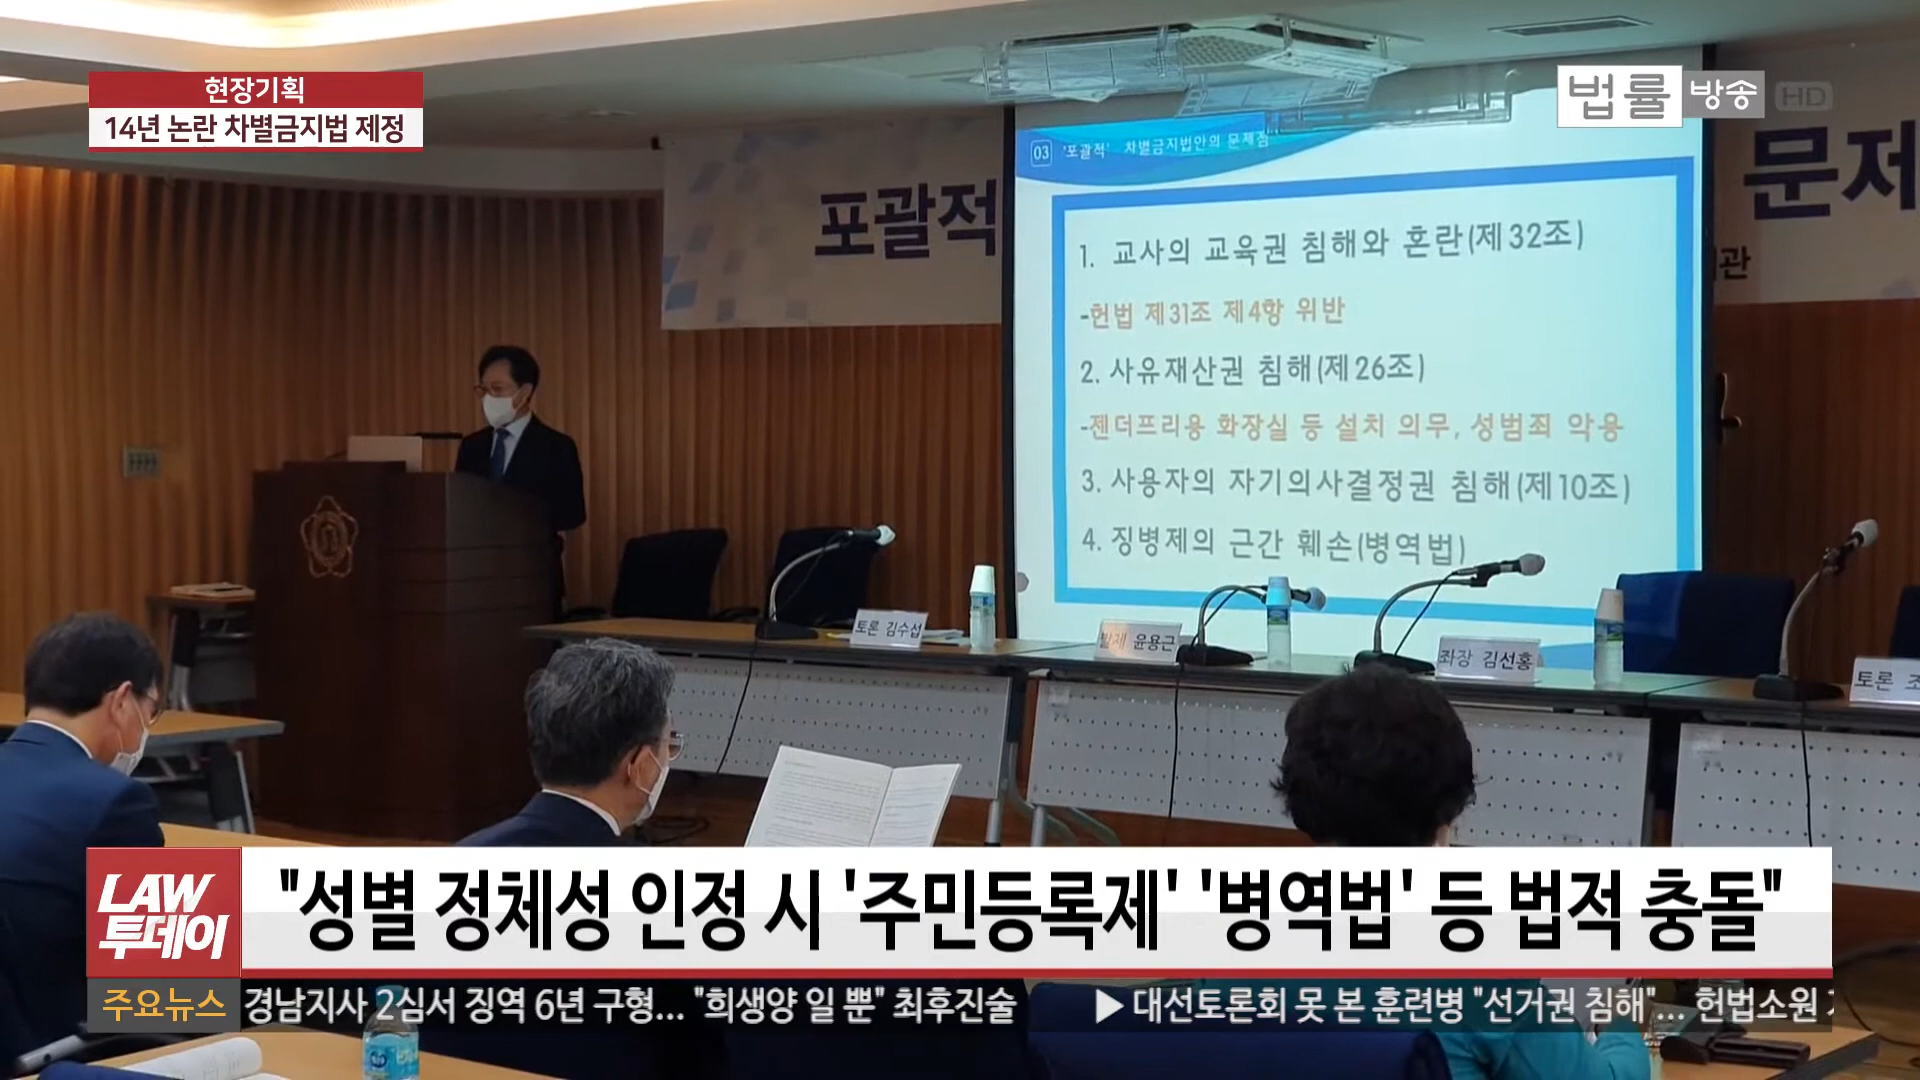 현장기획
14년 논란 차별금지법 제정
법률방송 HD
포괄적
문제
관
03 '포괄적' 차별금지법안의 문제점
1. 교사의 교육권 침해와 혼란(제32조)
-헌법 제31조 제4항 위반
2. 사유재산권 침해(제26조)
-젠더프리용 화장실 등 설치 의무, 성범죄 악용
3. 사용자의 자기의사결정권 침해(제10조)
4. 징병제의 근간 훼손(병역법)
토론 김수섭
발제 윤용근
좌장 김선홍
토론 조
LAW
투데이
"성별 정체성 인정 시 '주민등록제' '병역법' 등 법적 충돌"
주요뉴스
경남지사 2심서 징역 6년 구형... "희생양 일 뿐" 최후진술
▶대선토론회 못 본 훈련병 "선거권 침해"... 헌법소원